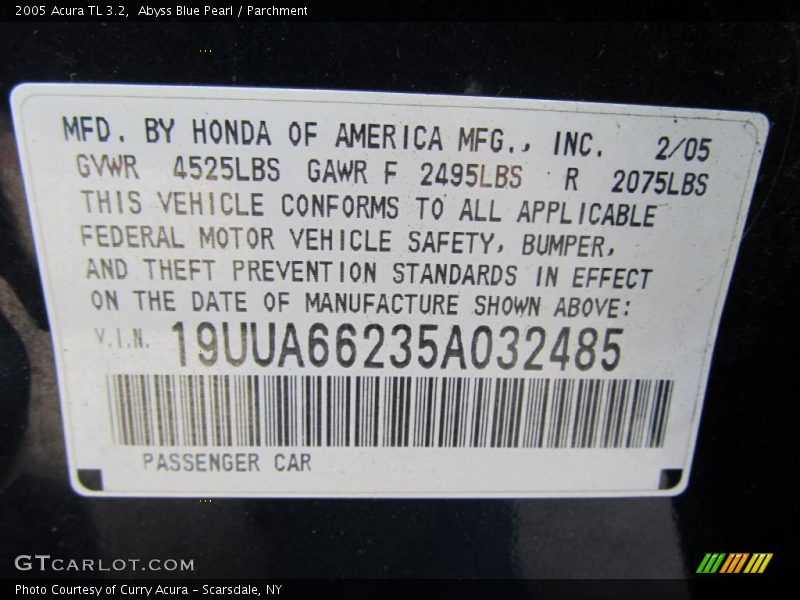 2005 Acura TL 3.2,  Abyss Blue Pearl / Parchment
MFD. BY HONDA OF AMERICA MFG., INC. 2/05
GVWR 4525LBS GAWR F 2495LBS R 2075LBS
THIS VEHICLE CONFORMS TO ALL APPLICABLE
FEDERAL MOTOR VEHICLE SAFETY, BUMPER,
AND THEFT PREVENTION STANDARDS IN EFFECT
ON THE DATE OF MANUFACTURE SHOWN ABOVE:
V.I.N. 19UUA66235A032485
PASSENGER CAR
GTCARLOT.COM
Photo Courtesy of Curry Acura - Scarsdale, NY